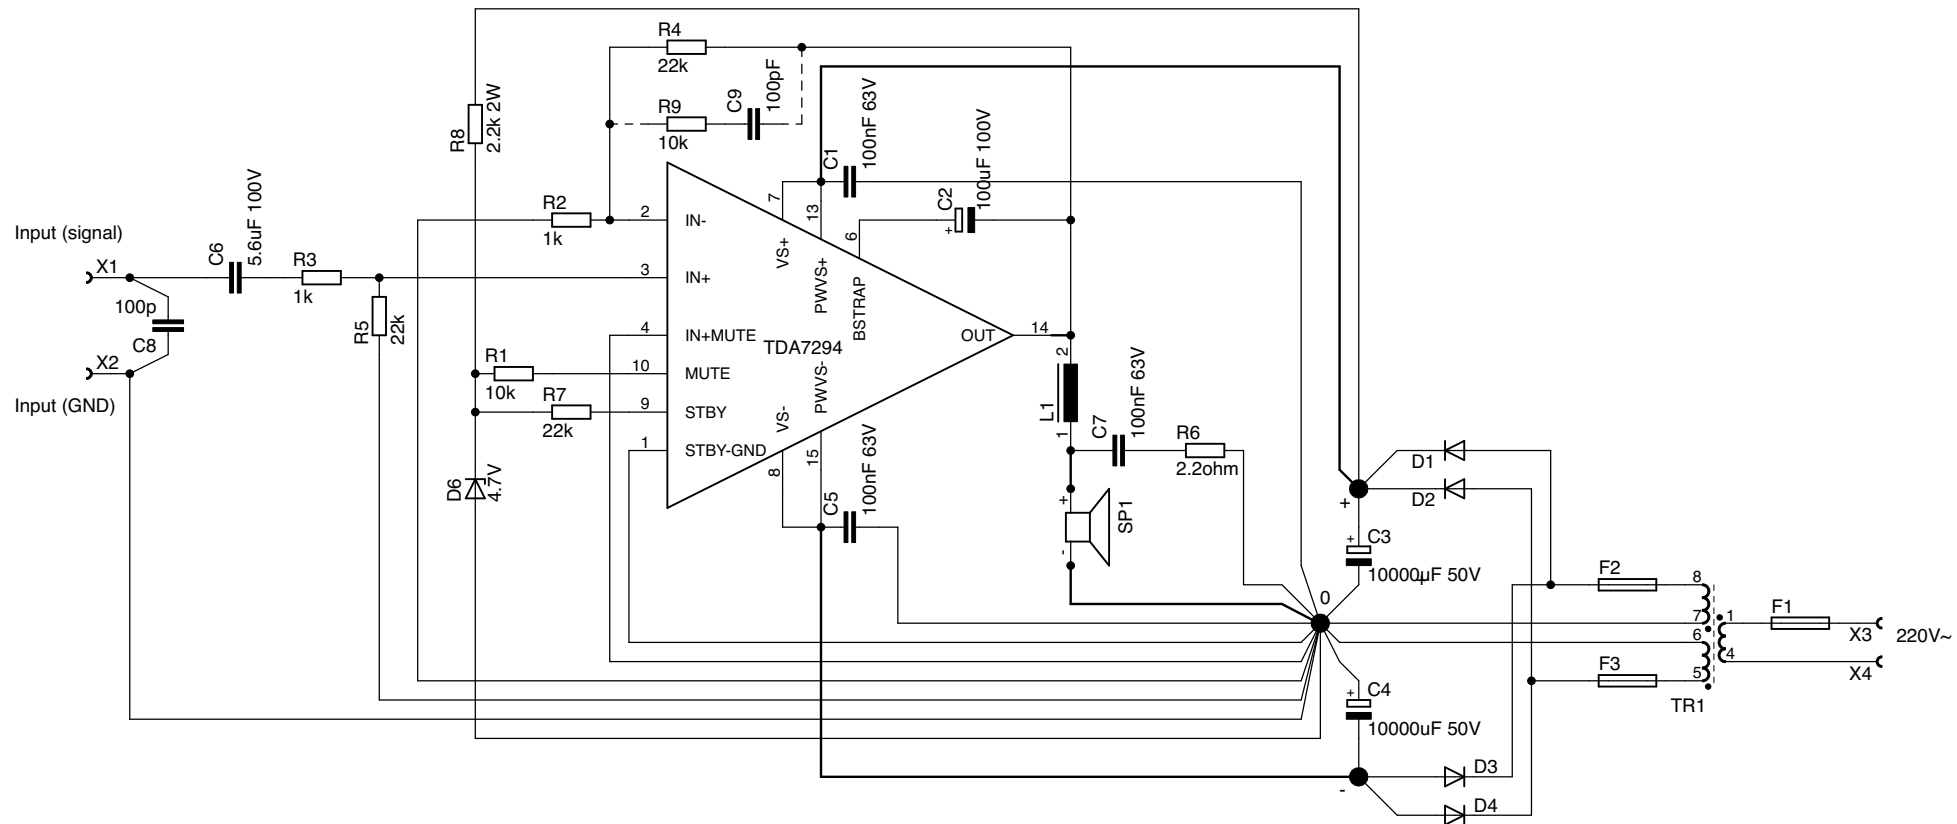 R4
22k
R9
10k
C9
100pF
R8
2.2k 2W
C1
100nF 63V
C2
100uF 100V
+
7
13
6
R2
1k
2
IN-
VS+
PWVS+
BSTRAP
Input (signal)
X1
C6
5.6uF 100V
R3
1k
3
IN+
100p
C8
R5
22k
4
IN+MUTE
TDA7294
OUT
14
X2
Input (GND)
R1
10k
10
MUTE
R7
22k
9
STBY
1
STBY-GND
VS-
PWVS-
8
15
D6
4.7V
C5
100nF 63V
2
L1
1
C7
100nF 63V
R6
2.2ohm
+
SP1
-
D1
D2
+
+
C3
10000µF 50V
0
F2
8
7
6
5
1
4
F1
X3
220V~
X4
F3
TR1
+
C4
10000uF 50V
-
D3
D4